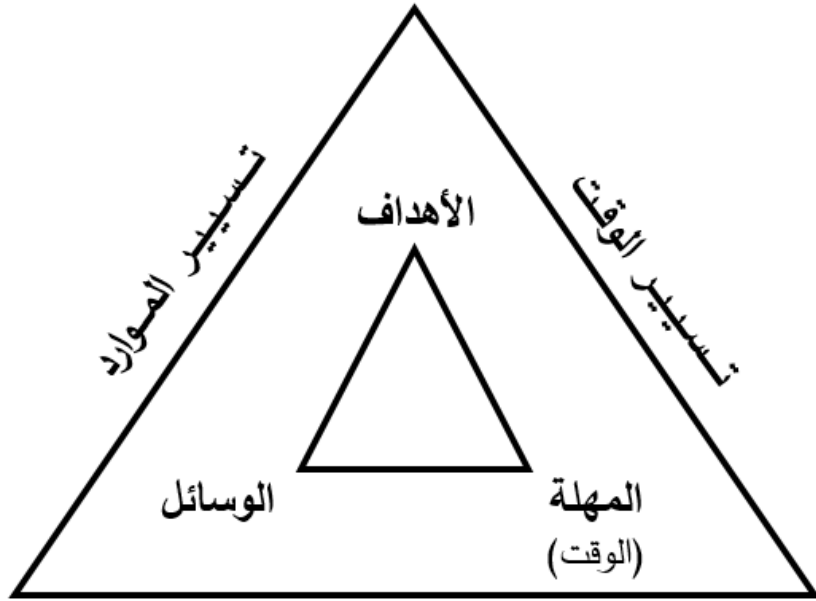 تسيير الموارد
تسيير الوقت
الأهداف
الوسائل
المهلة
(الوقت)